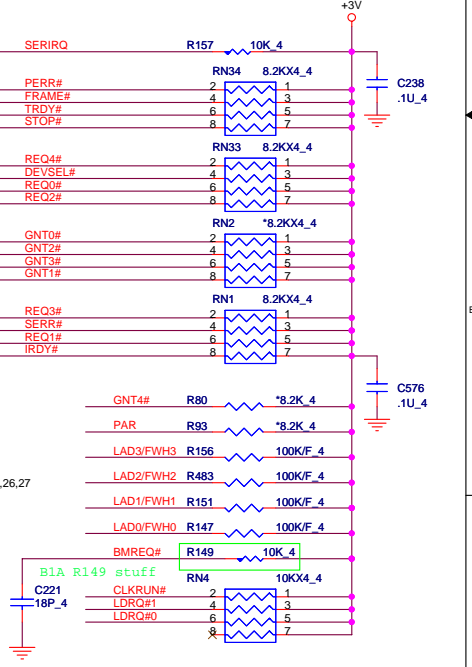 +3V
SERIRQ R157 10K_4
C238
.1U_4
RN34 8.2KX4_4
PERR# 2 1
FRAME# 4 3
TRDY# 6 5
STOP# 8 7
RN33 8.2KX4_4
REQ4# 2 1
DEVSEL# 4 3
REQ0# 6 5
REQ2# 8 7
RN2 *8.2KX4_4
GNT0# 2 1
GNT2# 4 3
GNT3# 6 5
GNT1# 8 7
RN1 8.2KX4_4
REQ3# 2 1
SERR# 4 3
REQ1# 6 5
IRDY# 8 7
C576
.1U_4
GNT4# R80 *8.2K_4
PAR R93 *8.2K_4
LAD3/FWH3 R156 100K/F_4
,26,27
LAD2/FWH2 R483 100K/F_4
LAD1/FWH1 R151 100K/F_4
LAD0/FWH0 R147 100K/F_4
BMREQ# R149 10K_4
B1A R149 stuff
C221
18P_4
RN4 10KX4_4
CLKRUN# 2 1
LDRQ#1 4 3
LDRQ#0 6 5
8 7